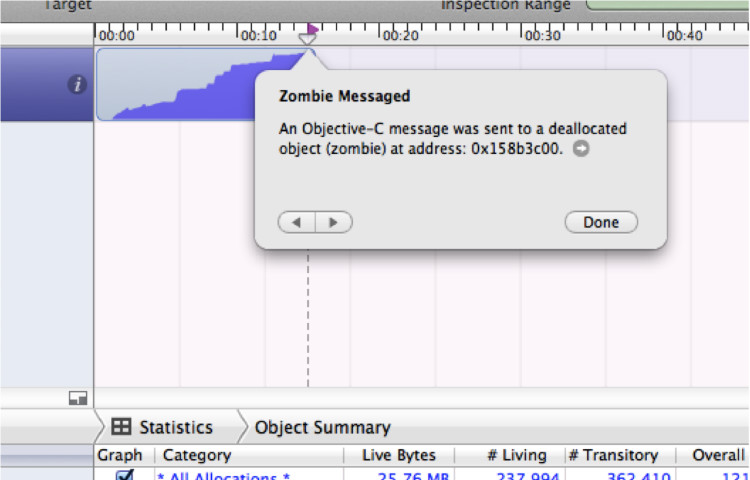 Target Inspection Range
00:00 00:10 00:20 00:30 00:40
Zombie Messaged
An Objective-C message was sent to a deallocated
object (zombie) at address: 0x158b3c00.
Done
Statistics Object Summary
Graph Category Live Bytes # Living # Transitory Overall
* All Allocations * 25.76 MB 237,994 362,410 121